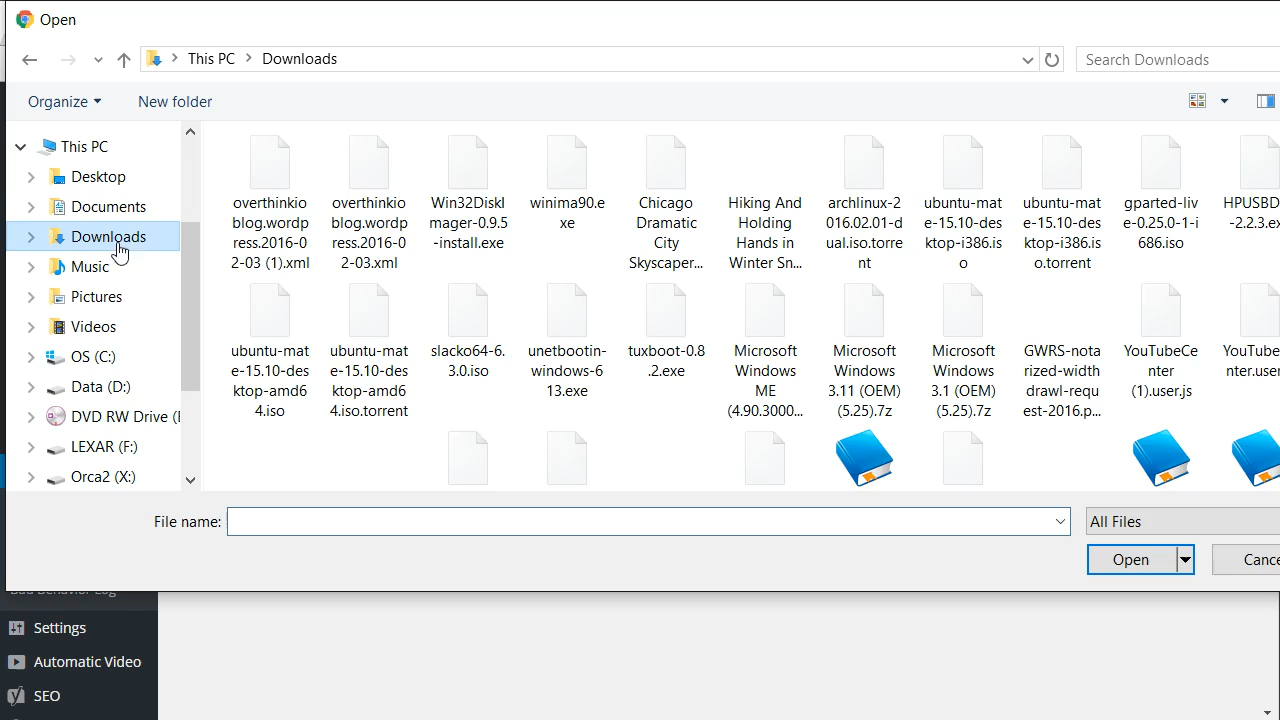 Open
This PC > Downloads
Search Downloads
Organize
New folder
This PC
Desktop
Documents
Downloads
Music
Pictures
Videos
OS (C:)
Data (D:)
DVD RW Drive (
LEXAR (F:)
Orca2 (X:)
overthinkio
blog.wordp
ress.2016-0
2-03 (1).xml
overthinkio
blog.wordp
ress.2016-0
2-03.xml
Win32DiskI
mager-0.9.5
-install.exe
winima90.e
xe
Chicago
Dramatic
City
Skyscaper...
Hiking And
Holding
Hands in
Winter Sn...
archlinux-2
016.02.01-d
ual.iso.torre
nt
ubuntu-mat
e-15.10-des
ktop-i386.is
o
ubuntu-mat
e-15.10-des
ktop-i386.is
o.torrent
gparted-liv
e-0.25.0-1-i
686.iso
HPUSBD
-2.2.3.ex
ubuntu-mat
e-15.10-des
ktop-amd6
4.iso
ubuntu-mat
e-15.10-des
ktop-amd6
4.iso.torrent
slacko64-6.
3.0.iso
unetbootin-
windows-6
13.exe
tuxboot-0.8
.2.exe
Microsoft
Windows
ME
(4.90.3000...
Microsoft
Windows
3.11 (OEM)
(5.25).7z
Microsoft
Windows
3.1 (OEM)
(5.25).7z
GWRS-nota
rized-width
drawl-requ
est-2016.p...
YouTubeCe
nter
(1).user.js
YouTube
nter.user
File name:
All Files
Open
Cance
Settings
Automatic Video
SEO